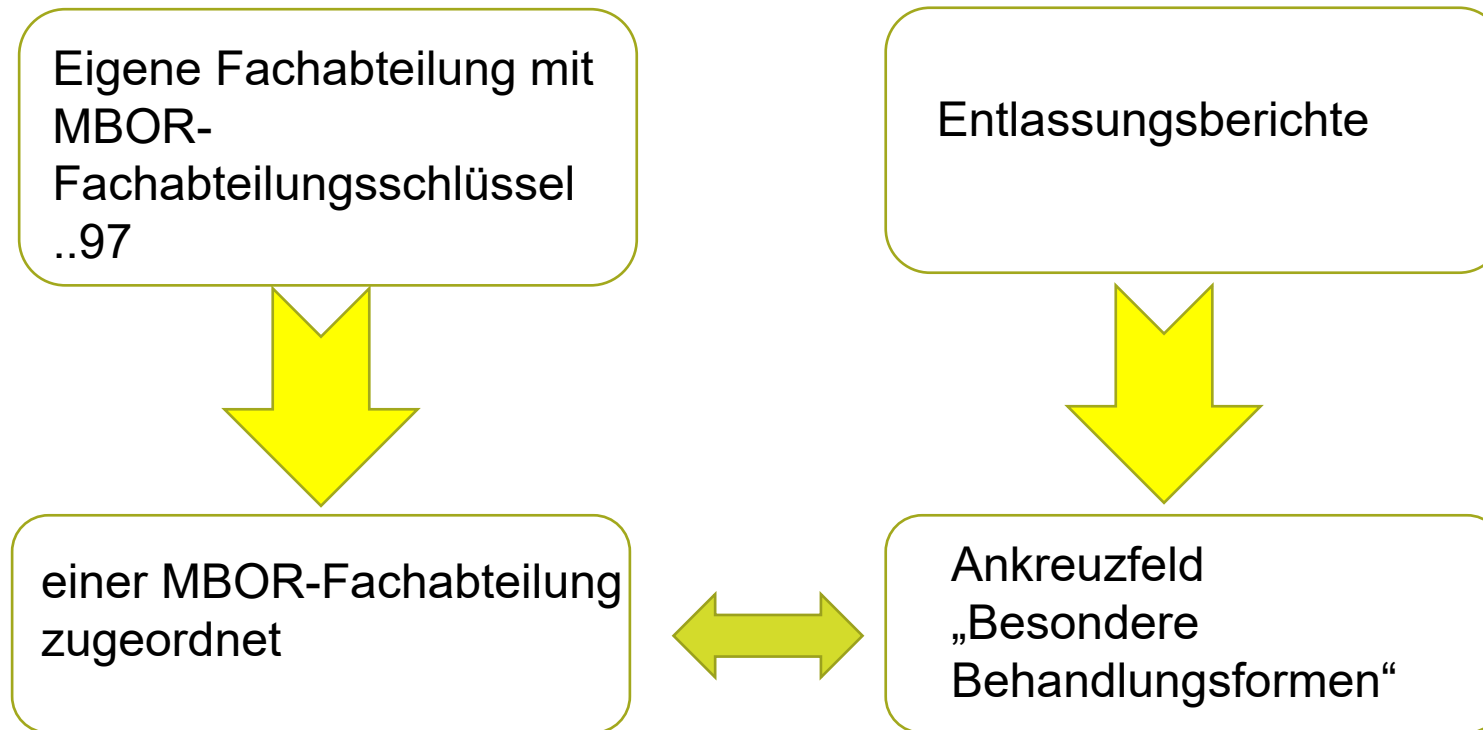 Eigene Fachabteilung mit
MBOR-
Fachabteilungsschlüssel
..97
Entlassungsberichte
einer MBOR-Fachabteilung
zugeordnet
Ankreuzfeld
„Besondere
Behandlungsformen“